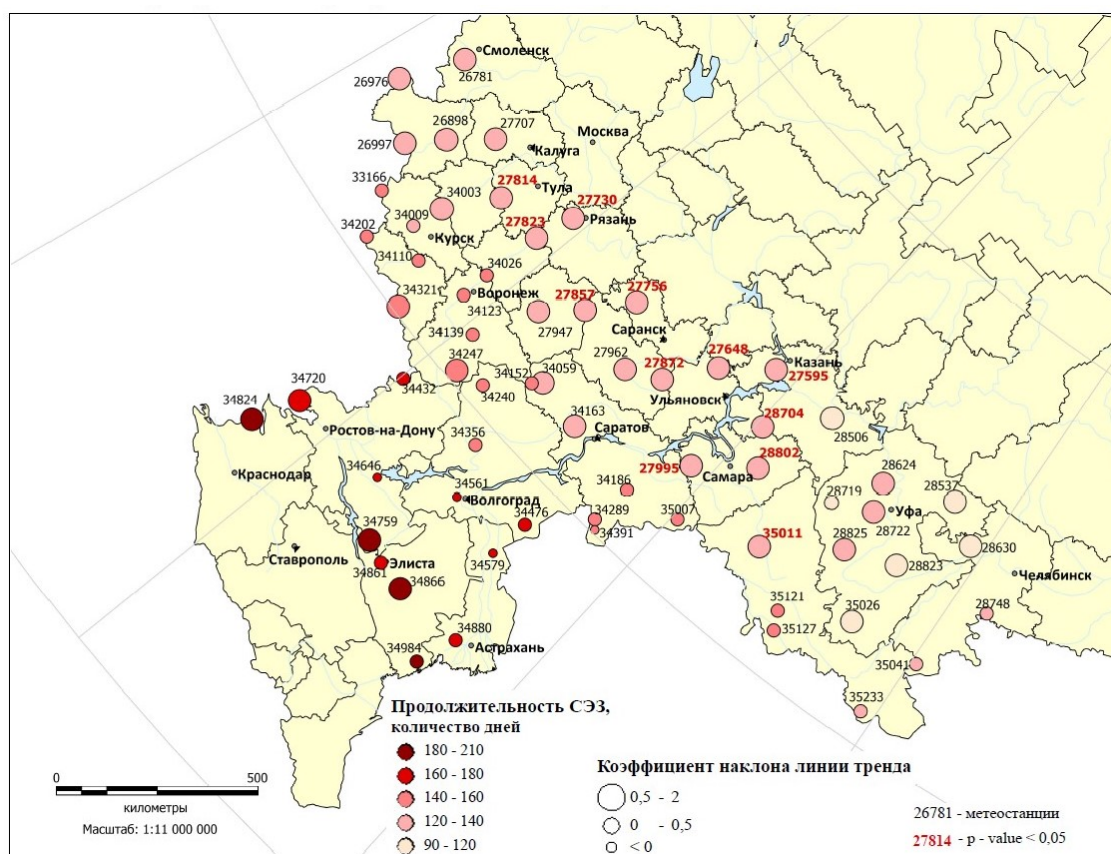 Смоленск
26781
26976
26898
27707
Москва
26997
Калуга
33166
27814
Тула
34003
27730
Рязань
34202
34009
27823
Курск
34110
34026
34321
Воронеж
27857
27756
34123
27947
34139
Саранск
27962
27872
27648
Казань
34247
34152
34059
27595
34720
34432
34240
Ульяновск
34824
28704
34163
28506
Ростов-на-Дону
34356
Саратов
28802
Краснодар
34646
27995
Самара
28624
34561
34186
28719
28537
Волгоград
Уфа
34476
34289
35007
28722
34759
34391
35011
28825
28630
Ставрополь
Элиста
34579
28823
Челябинск
34861
34866
35121
35026
28748
34880
35127
34984
Астрахань
35041
35233
Продолжительность СЭЗ,
количество дней
180 - 210
160 - 180
140 - 160
120 - 140
90 - 120
Коэффициент наклона линии тренда
0,5 - 2
0 - 0,5
< 0
26781 - метеостанции
27814 - p - value < 0,05
0 500
километры
Масштаб: 1:11 000 000